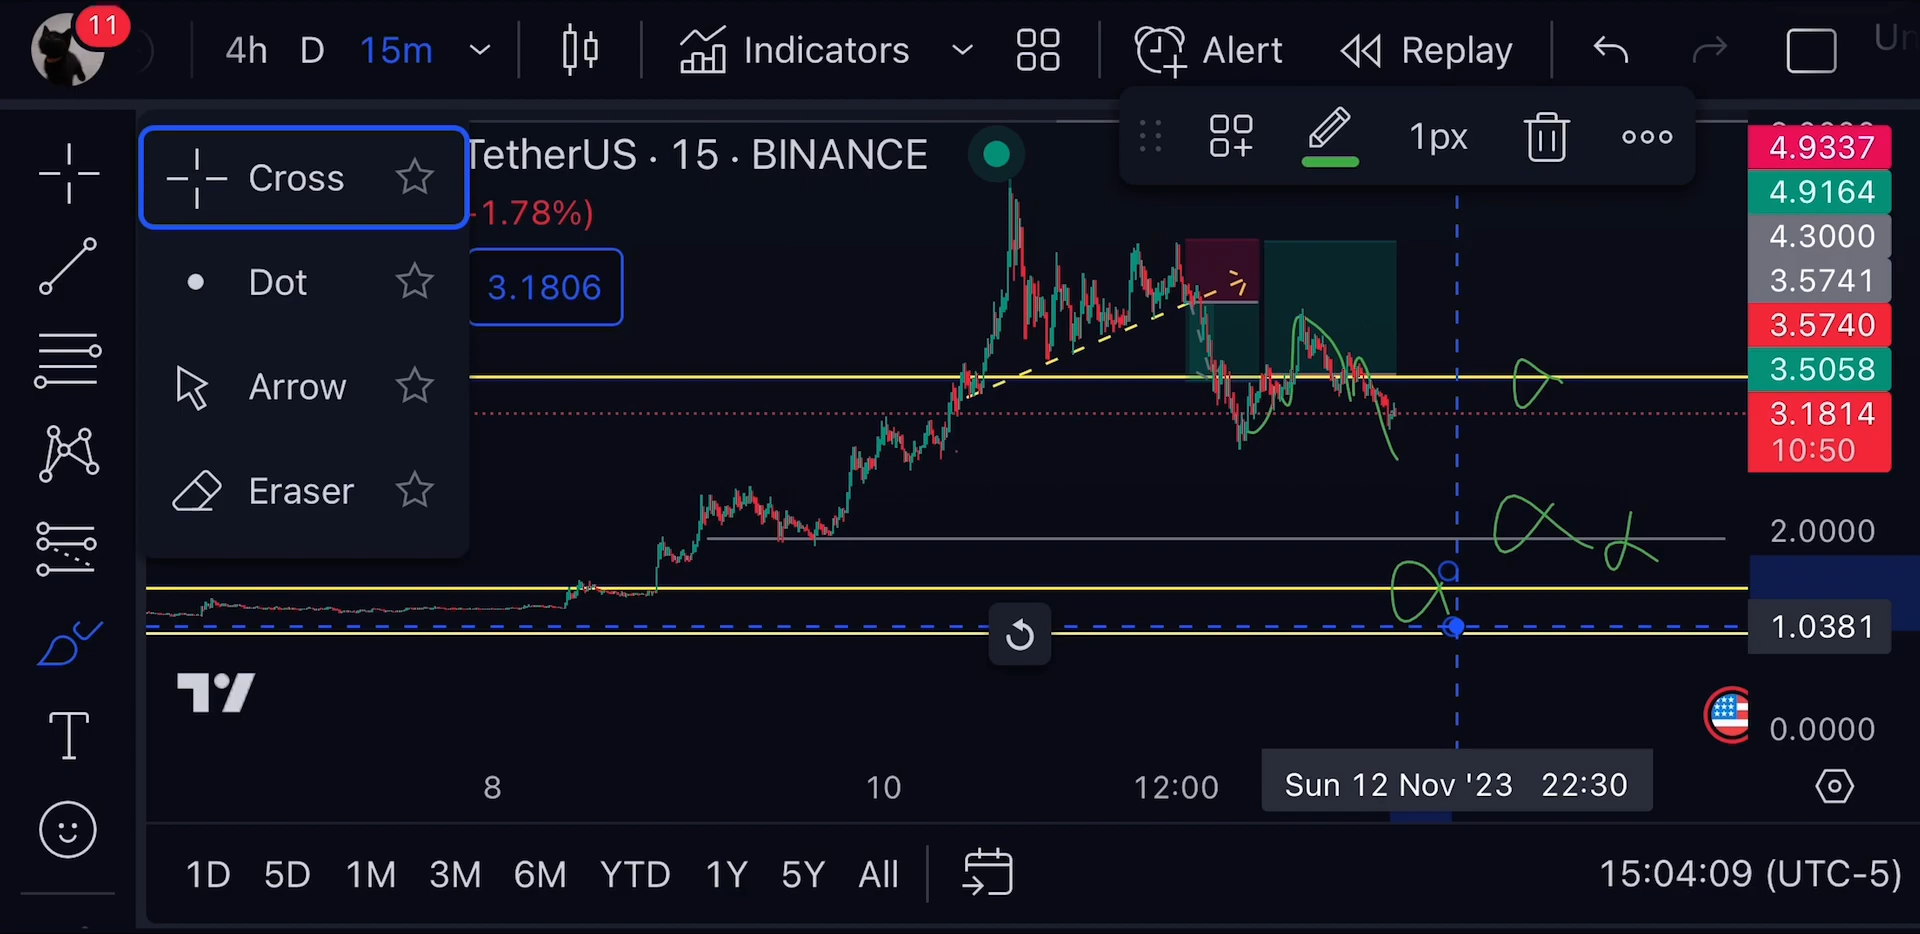 11
4h D 15m Indicators Alert Replay Un
Cross
Dot
Arrow
Eraser
TetherUS · 15 · BINANCE
-1.78%)
3.1806
1px
4.9337
4.9164
4.3000
3.5741
3.5740
3.5058
3.1814
10:50
2.0000
1.0381
0.0000
8 10 12:00 Sun 12 Nov '23 22:30
1D 5D 1M 3M 6M YTD 1Y 5Y All 15:04:09 (UTC-5)